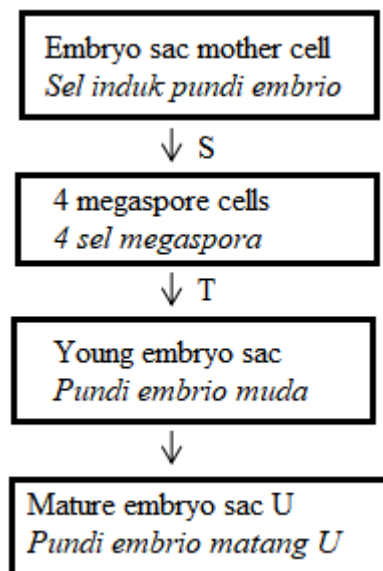 Embryo sac mother cell
Sel induk pundi embrio
S
4 megaspore cells
4 sel megaspora
T
Young embryo sac
Pundi embrio muda
Mature embryo sac U
Pundi embrio matang U